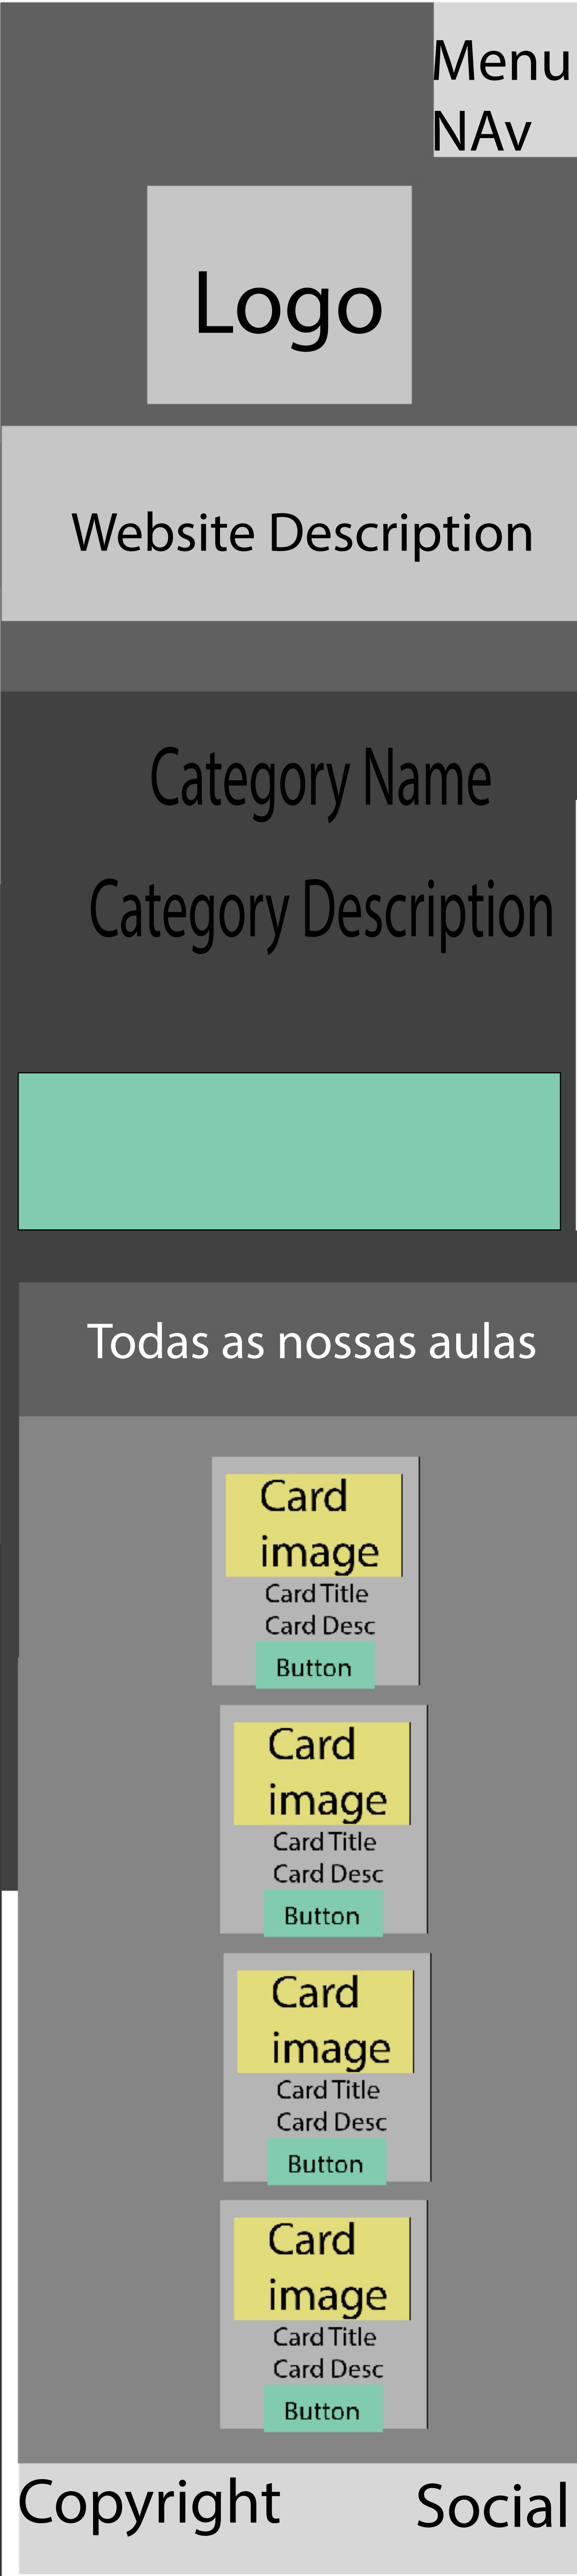 Menu
NAv
Logo
Website Description
Category Name
Category Description
Todas as nossas aulas
Card
image
Card Title
Card Desc
Button
Card
image
Card Title
Card Desc
Button
Card
image
Card Title
Card Desc
Button
Card
image
Card Title
Card Desc
Button
Copyright Social